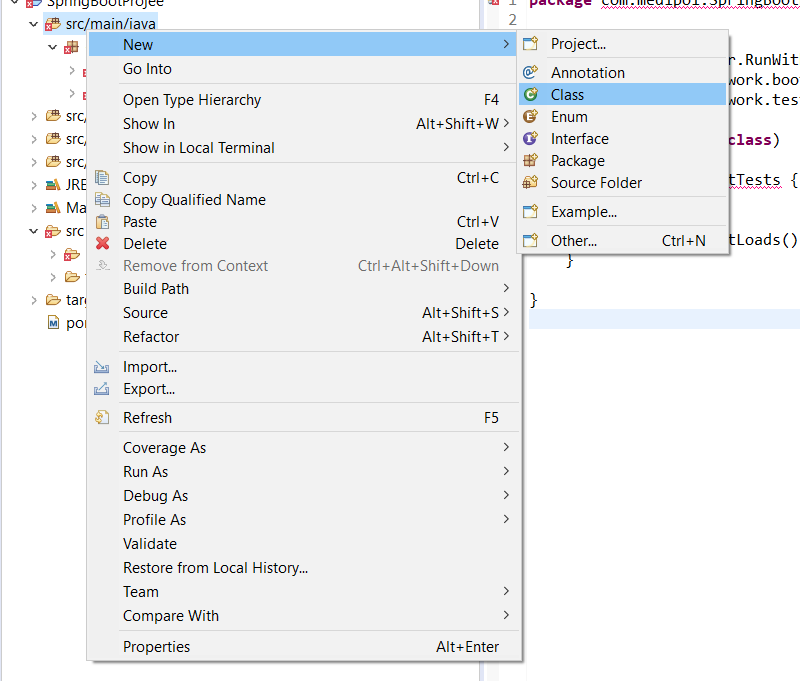 SpringBootProjee
src/main/java
New
Go Into
Open Type Hierarchy F4
Show In Alt+Shift+W
Show in Local Terminal
Copy Ctrl+C
Copy Qualified Name
Paste Ctrl+V
Delete Delete
Remove from Context Ctrl+Alt+Shift+Down
Build Path
Source Alt+Shift+S
Refactor Alt+Shift+T
Import...
Export...
Refresh F5
Coverage As
Run As
Debug As
Profile As
Validate
Restore from Local History...
Team
Compare With
Properties Alt+Enter
Project...
Annotation
Class
Enum
Interface
Package
Source Folder
Example...
Other... Ctrl+N
src/
src/
src/
JRE
Ma
src
targ
1 package com.medipol.SpringBoot
2
r.RunWit
work.boo
work.tes
class)
tTests {
tLoads()
}
}